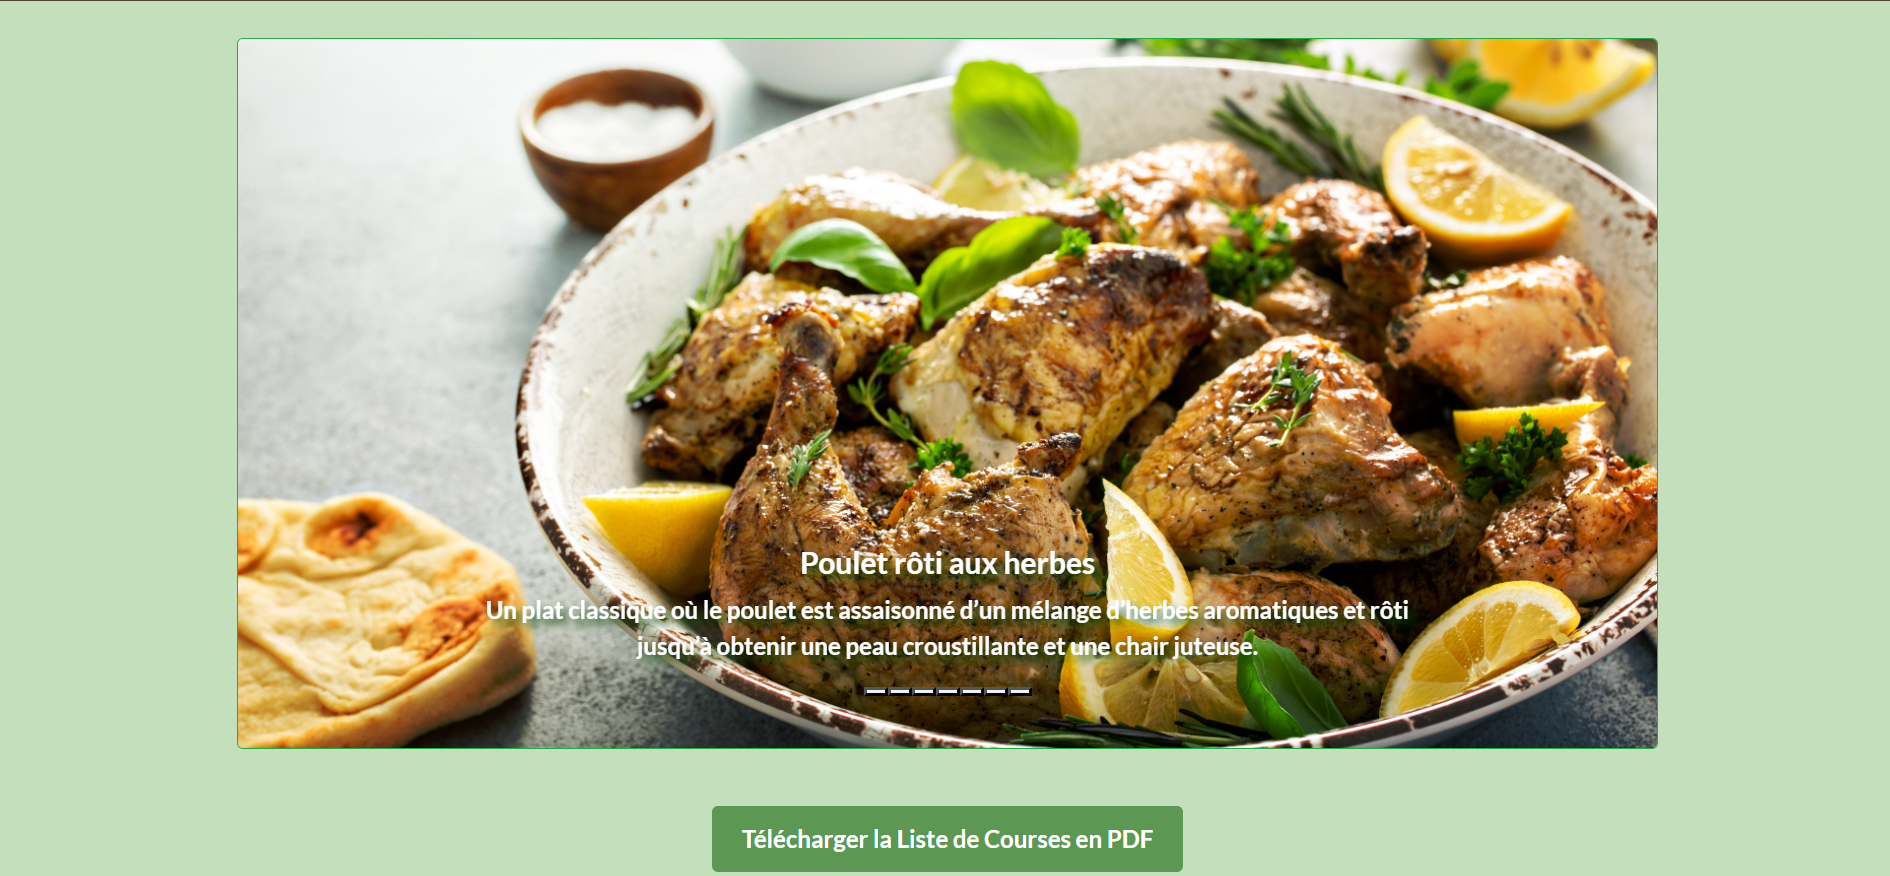 Poulet rôti aux herbes
Un plat classique où le poulet est assaisonné d’un mélange d’herbes aromatiques et rôti
jusqu’à obtenir une peau croustillante et une chair juteuse.
Télécharger la Liste de Courses en PDF